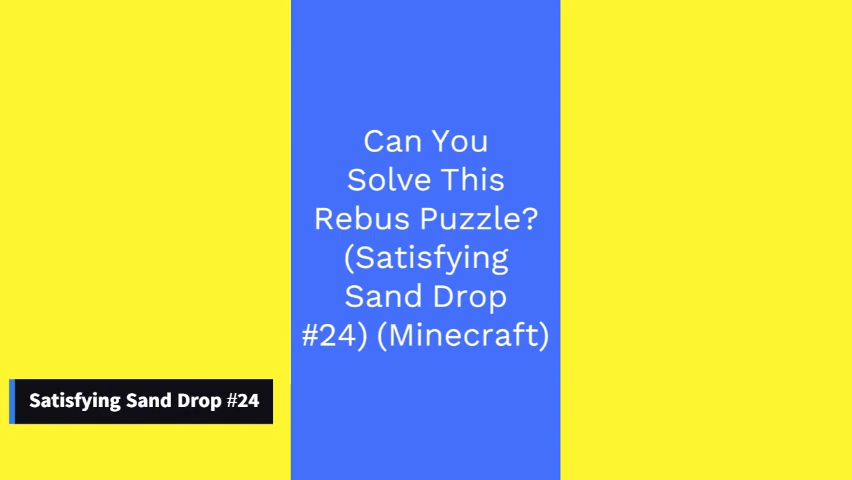 Can You
Solve This
Rebus Puzzle?
(Satisfying
Sand Drop
#24) (Minecraft)
Satisfying Sand Drop #24